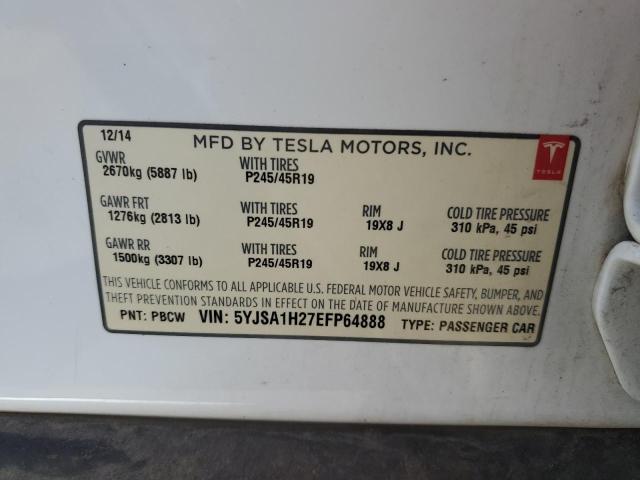 12/14
MFD BY TESLA MOTORS, INC.
TESLA
GVWR WITH TIRES
2670kg (5887 lb) P245/45R19
GAWR FRT WITH TIRES RIM COLD TIRE PRESSURE
1276kg (2813 lb) P245/45R19 19X8 J 310 kPa, 45 psi
GAWR RR WITH TIRES RIM COLD TIRE PRESSURE
1500kg (3307 lb) P245/45R19 19X8 J 310 kPa, 45 psi
THIS VEHICLE CONFORMS TO ALL APPLICABLE U.S. FEDERAL MOTOR VEHICLE SAFETY, BUMPER, AND
THEFT PREVENTION STANDARDS IN EFFECT ON THE DATE OF MANUFACTURE SHOWN ABOVE.
PNT: PBCW VIN: 5YJSA1H27EFP64888 TYPE: PASSENGER CAR